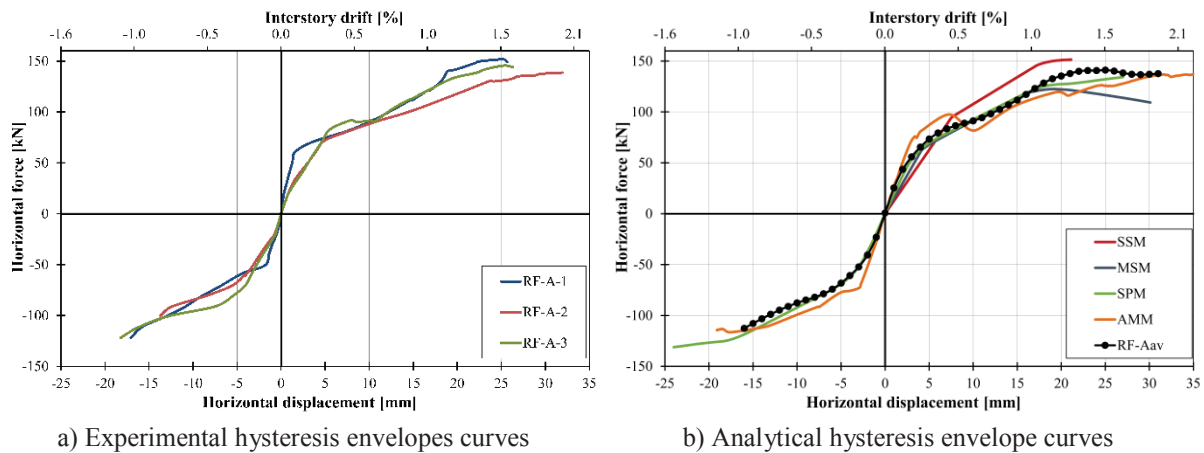 Interstory drift [%]
-1.6 -1.0 -0.5 0.0 0.5 1.1 1.6 2.1
150
100
50
0
-50
-100
-150
Horizontal force [kN]
RF-A-1
RF-A-2
RF-A-3
-25 -20 -15 -10 -5 0 5 10 15 20 25 30 35
Horizontal displacement [mm]
a) Experimental hysteresis envelopes curves
Interstory drift [%]
-1.6 -1.0 -0.5 0.0 0.5 1.1 1.6 2.1
150
100
50
0
-50
-100
-150
Horizontal force [kN]
SSM
MSM
SPM
AMM
RF-Aav
-25 -20 -15 -10 -5 0 5 10 15 20 25 30 35
Horizontal displacement [mm]
b) Analytical hysteresis envelope curves